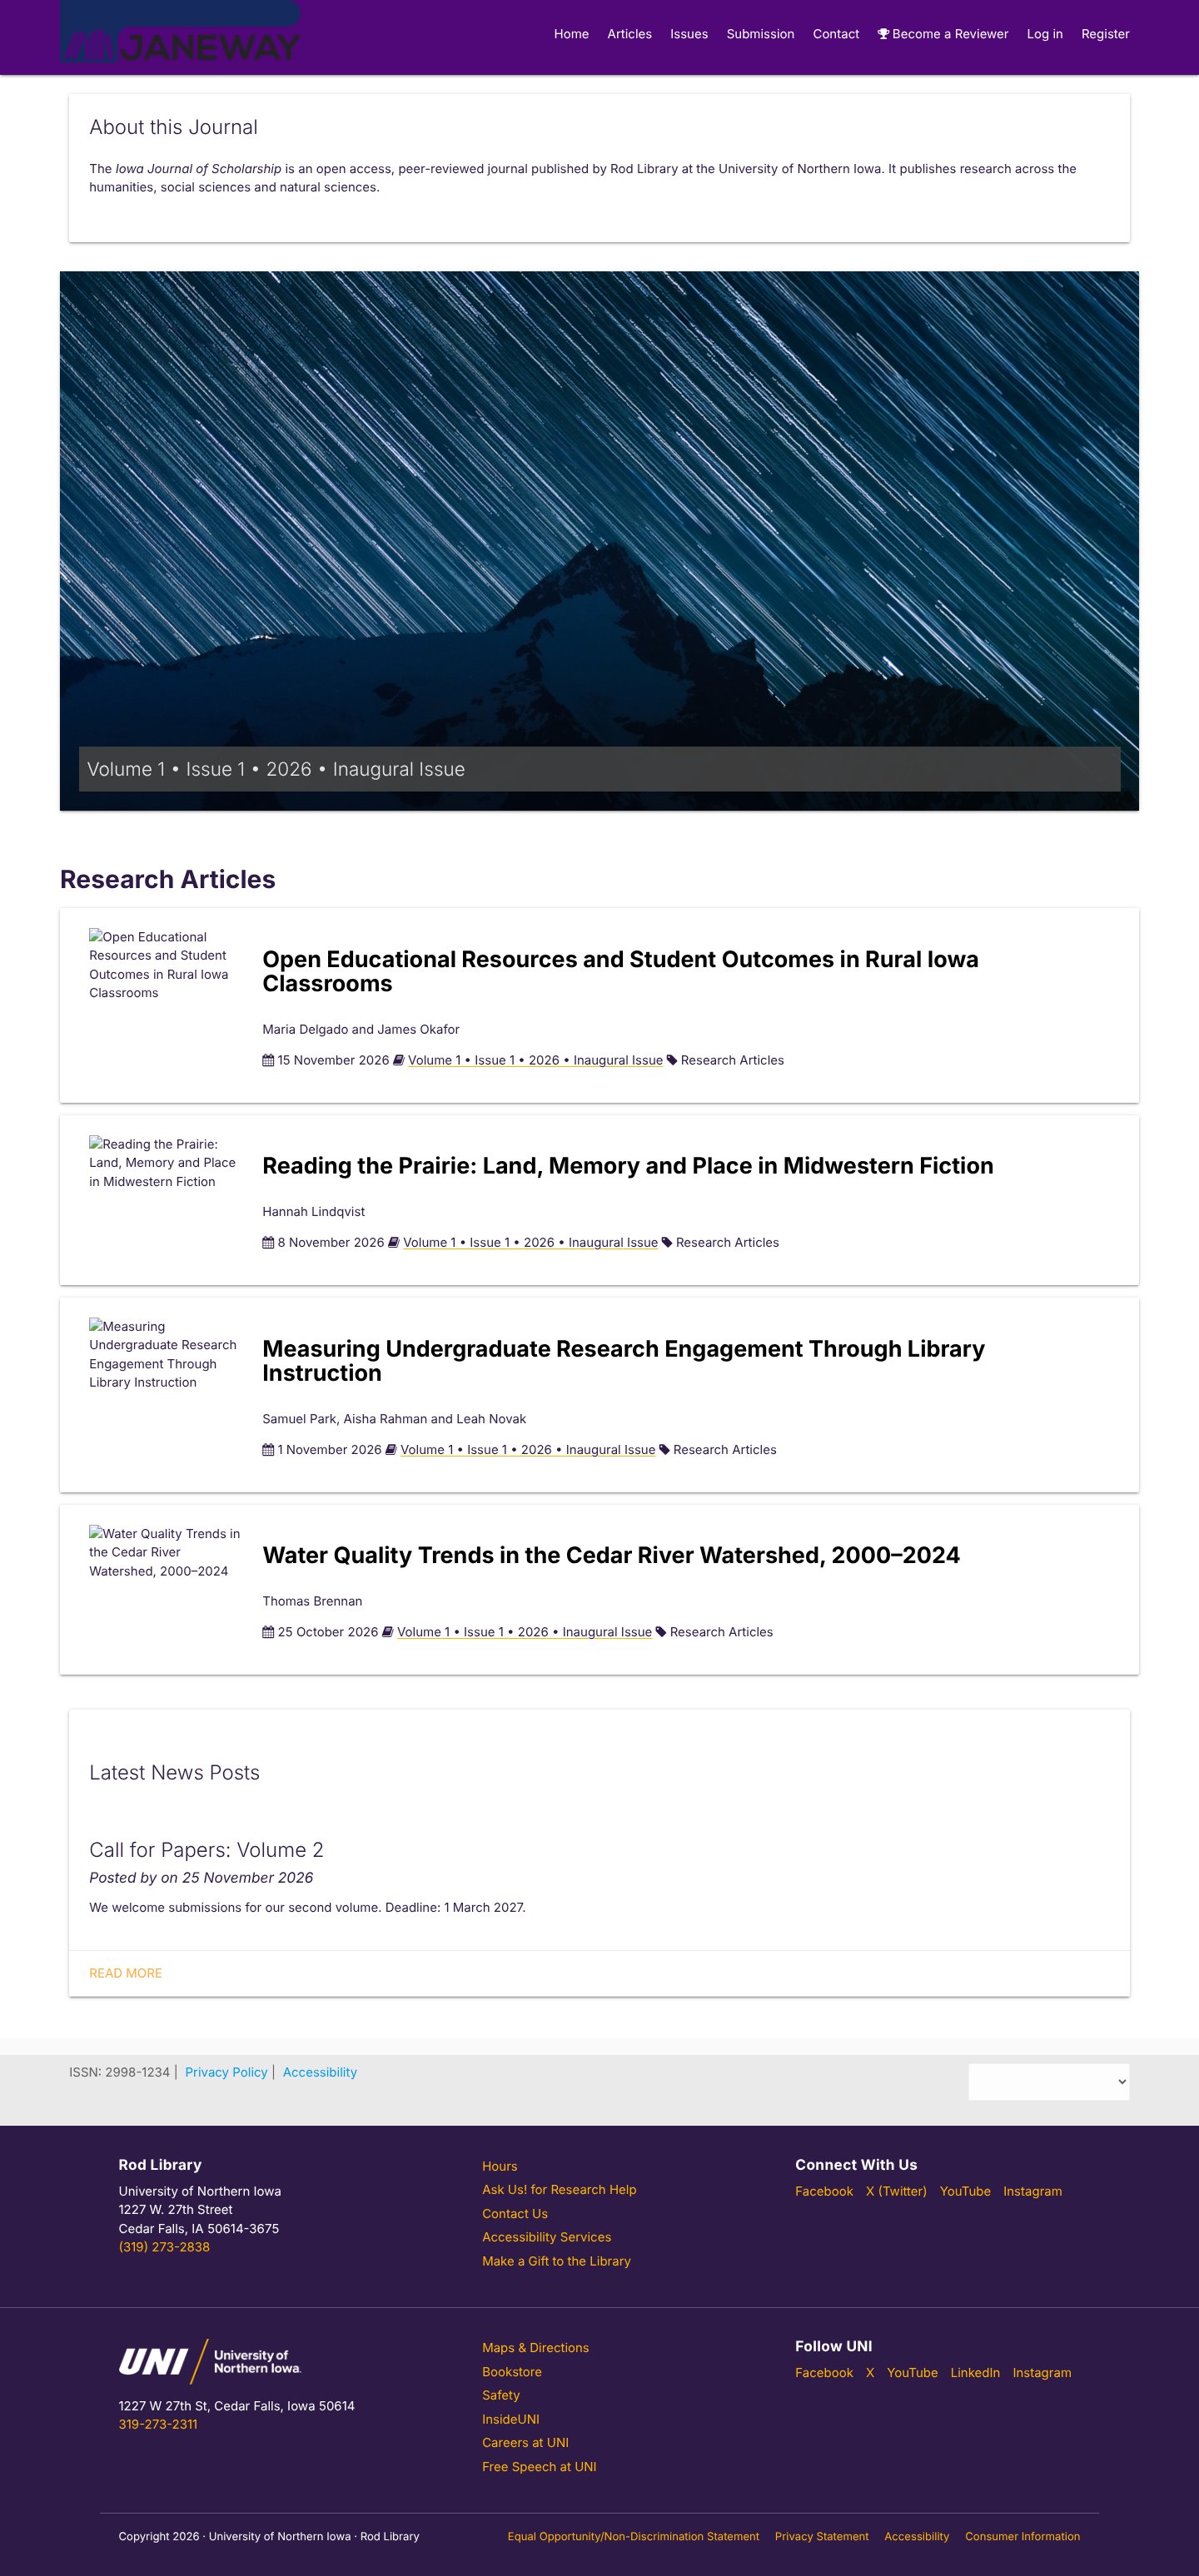 JANEWAY
Home Articles Issues Submission Contact Become a Reviewer Log in Register
About this Journal
The Iowa Journal of Scholarship is an open access, peer-reviewed journal published by Rod Library at the University of Northern Iowa. It publishes research across the
humanities, social sciences and natural sciences.
Volume 1 • Issue 1 • 2026 • Inaugural Issue
Research Articles
Open Educational
Resources and Student
Outcomes in Rural Iowa
Classrooms
Open Educational Resources and Student Outcomes in Rural Iowa
Classrooms
Maria Delgado and James Okafor
15 November 2026 Volume 1 • Issue 1 • 2026 • Inaugural Issue Research Articles
Reading the Prairie:
Land, Memory and Place
in Midwestern Fiction
Reading the Prairie: Land, Memory and Place in Midwestern Fiction
Hannah Lindqvist
8 November 2026 Volume 1 • Issue 1 • 2026 • Inaugural Issue Research Articles
Measuring
Undergraduate Research
Engagement Through
Library Instruction
Measuring Undergraduate Research Engagement Through Library
Instruction
Samuel Park, Aisha Rahman and Leah Novak
1 November 2026 Volume 1 • Issue 1 • 2026 • Inaugural Issue Research Articles
Water Quality Trends in
the Cedar River
Watershed, 2000–2024
Water Quality Trends in the Cedar River Watershed, 2000–2024
Thomas Brennan
25 October 2026 Volume 1 • Issue 1 • 2026 • Inaugural Issue Research Articles
Latest News Posts
Call for Papers: Volume 2
Posted by on 25 November 2026
We welcome submissions for our second volume. Deadline: 1 March 2027.
READ MORE
ISSN: 2998-1234 | Privacy Policy | Accessibility
Rod Library
University of Northern Iowa
1227 W. 27th Street
Cedar Falls, IA 50614-3675
(319) 273-2838
Hours
Ask Us! for Research Help
Contact Us
Accessibility Services
Make a Gift to the Library
Connect With Us
Facebook X (Twitter) YouTube Instagram
UNI University of
Northern Iowa.
1227 W 27th St, Cedar Falls, Iowa 50614
319-273-2311
Maps & Directions
Bookstore
Safety
InsideUNI
Careers at UNI
Free Speech at UNI
Follow UNI
Facebook X YouTube LinkedIn Instagram
Copyright 2026 · University of Northern Iowa · Rod Library
Equal Opportunity/Non-Discrimination Statement Privacy Statement Accessibility Consumer Information